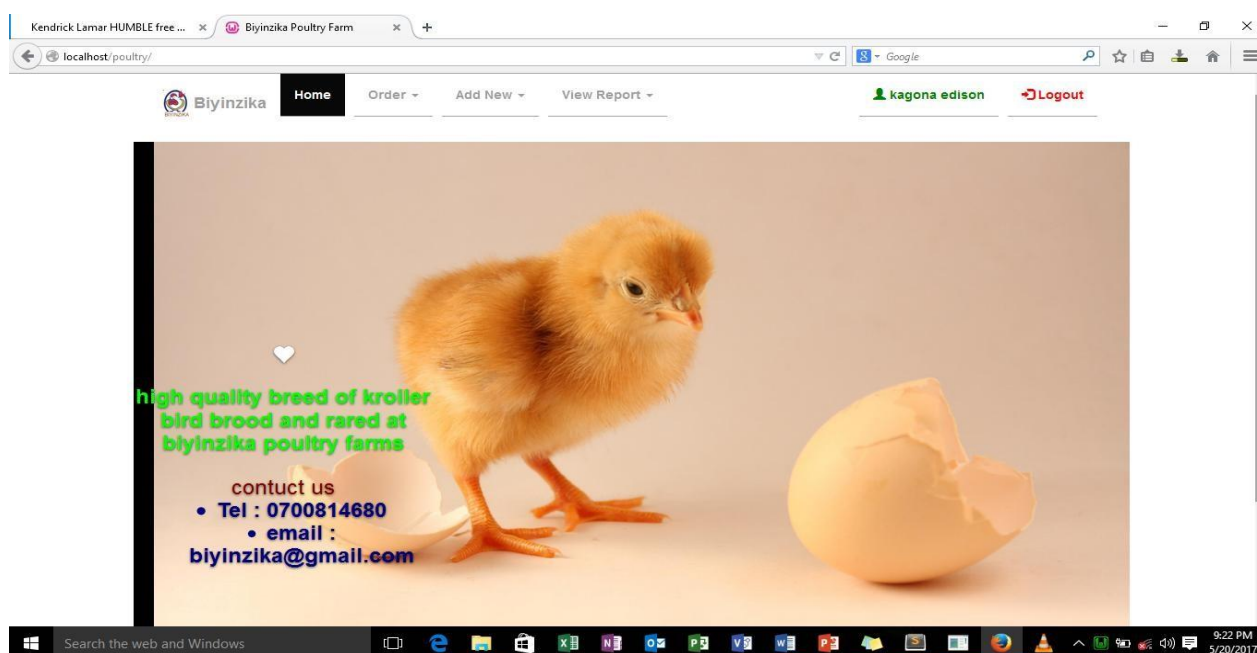 Kendrick Lamar HUMBLE free ...
Biyinzika Poultry Farm
localhost/poultry/
Google
BIYINZIKA
Biyinzika
Home
Order
Add New
View Report
kagona edison
Logout
high quality breed of kroiler
bird brood and rared at
biyinzika poultry farms
contuct us
• Tel : 0700814680
• email :
biyinzika@gmail.com
Search the web and Windows
9:22 PM
5/20/201